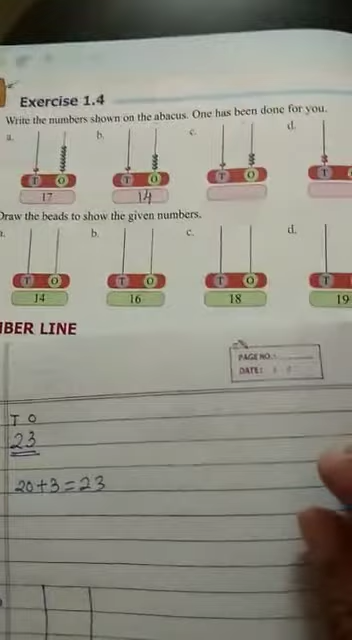 Exercise 1.4
Write the numbers shown on the abacus. One has been done for you.
a. b. c. d.
T O T O T O T
17 14
Draw the beads to show the given numbers.
a. b. c. d.
T O T O T O T
14 16 18 19
BER LINE
PAGE NO.:
DATE:
T O
23
20+3=23